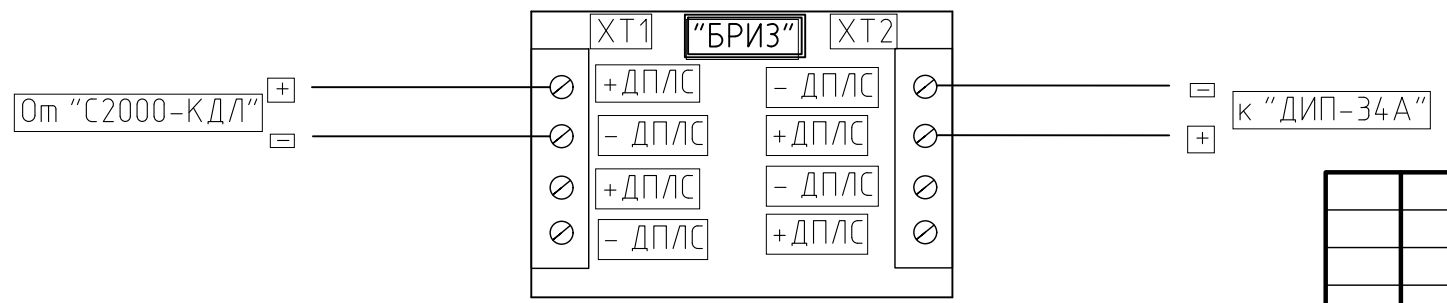 ХТ1 "БРИЗ" ХТ2
+ +ДПЛС - ДПЛС -
От "С2000-КДЛ" к "ДИП-34А"
- - ДПЛС +ДПЛС +
+ДПЛС - ДПЛС
- ДПЛС +ДПЛС